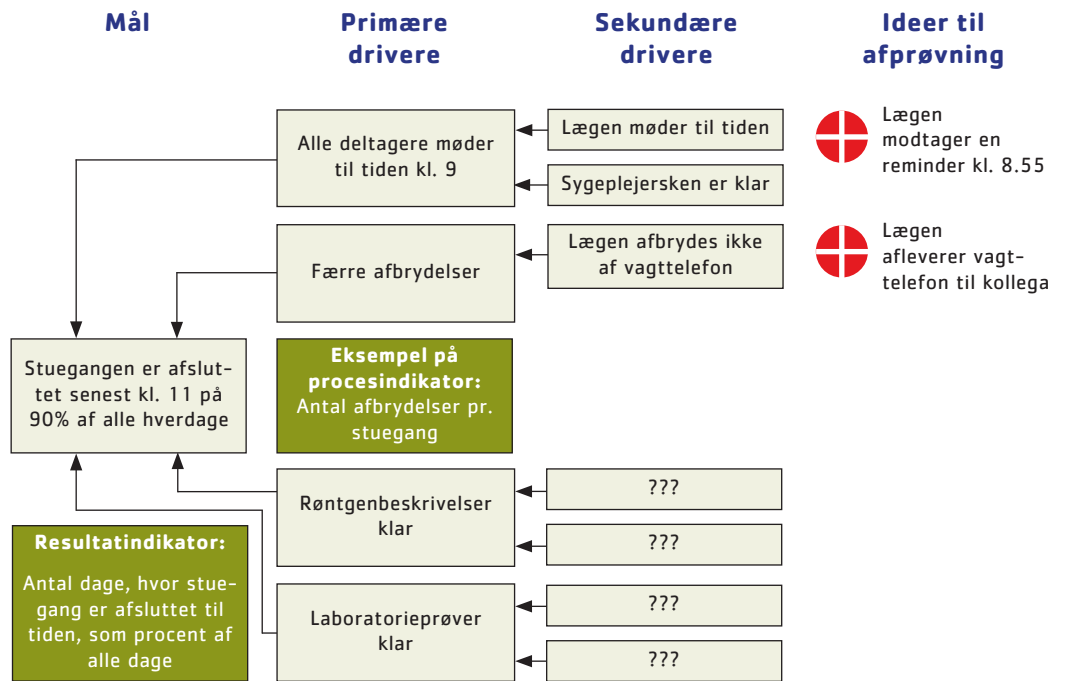 Mål
Primære
drivere
Sekundære
drivere
Ideer til
afprøvning
Alle deltagere møder
til tiden kl. 9
Lægen møder til tiden
Sygeplejersken er klar
Lægen
modtager en
reminder kl. 8.55
Færre afbrydelser
Lægen afbrydes ikke
af vagttelefon
Lægen
afleverer vagt-
telefon til kollega
Stuegangen er afslut-
tet senest kl. 11 på
90% af alle hverdage
Eksempel på
procesindikator:
Antal afbrydelser pr.
stuegang
Røntgenbeskrivelser
klar
???
???
Resultatindikator:
Antal dage, hvor stue-
gang er afsluttet til
tiden, som procent af
alle dage
Laboratorieprøver
klar
???
???